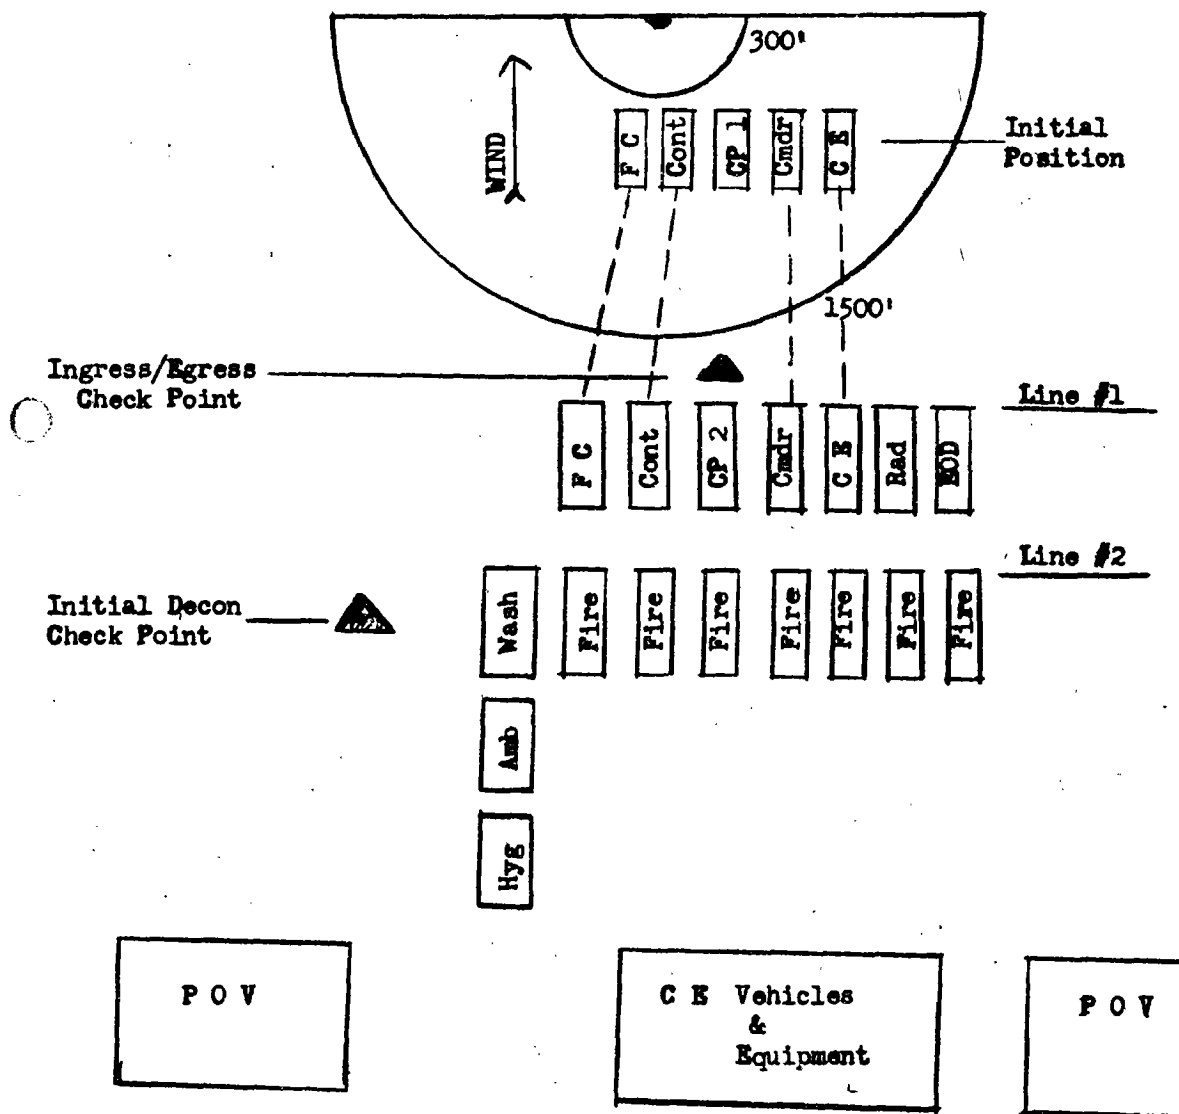 300'
WIND
F C
Cont
CP 1
Cmdr
C E
Initial
Position
1500'
Ingress/Egress
Check Point
Line #1
F C
Cont
CP 2
Cmdr
C E
Rad
EOD
Line #2
Initial Decon
Check Point
Wash
Fire
Fire
Fire
Fire
Fire
Fire
Fire
Amb
Hyg
P O V
C E Vehicles
&
Equipment
P O V